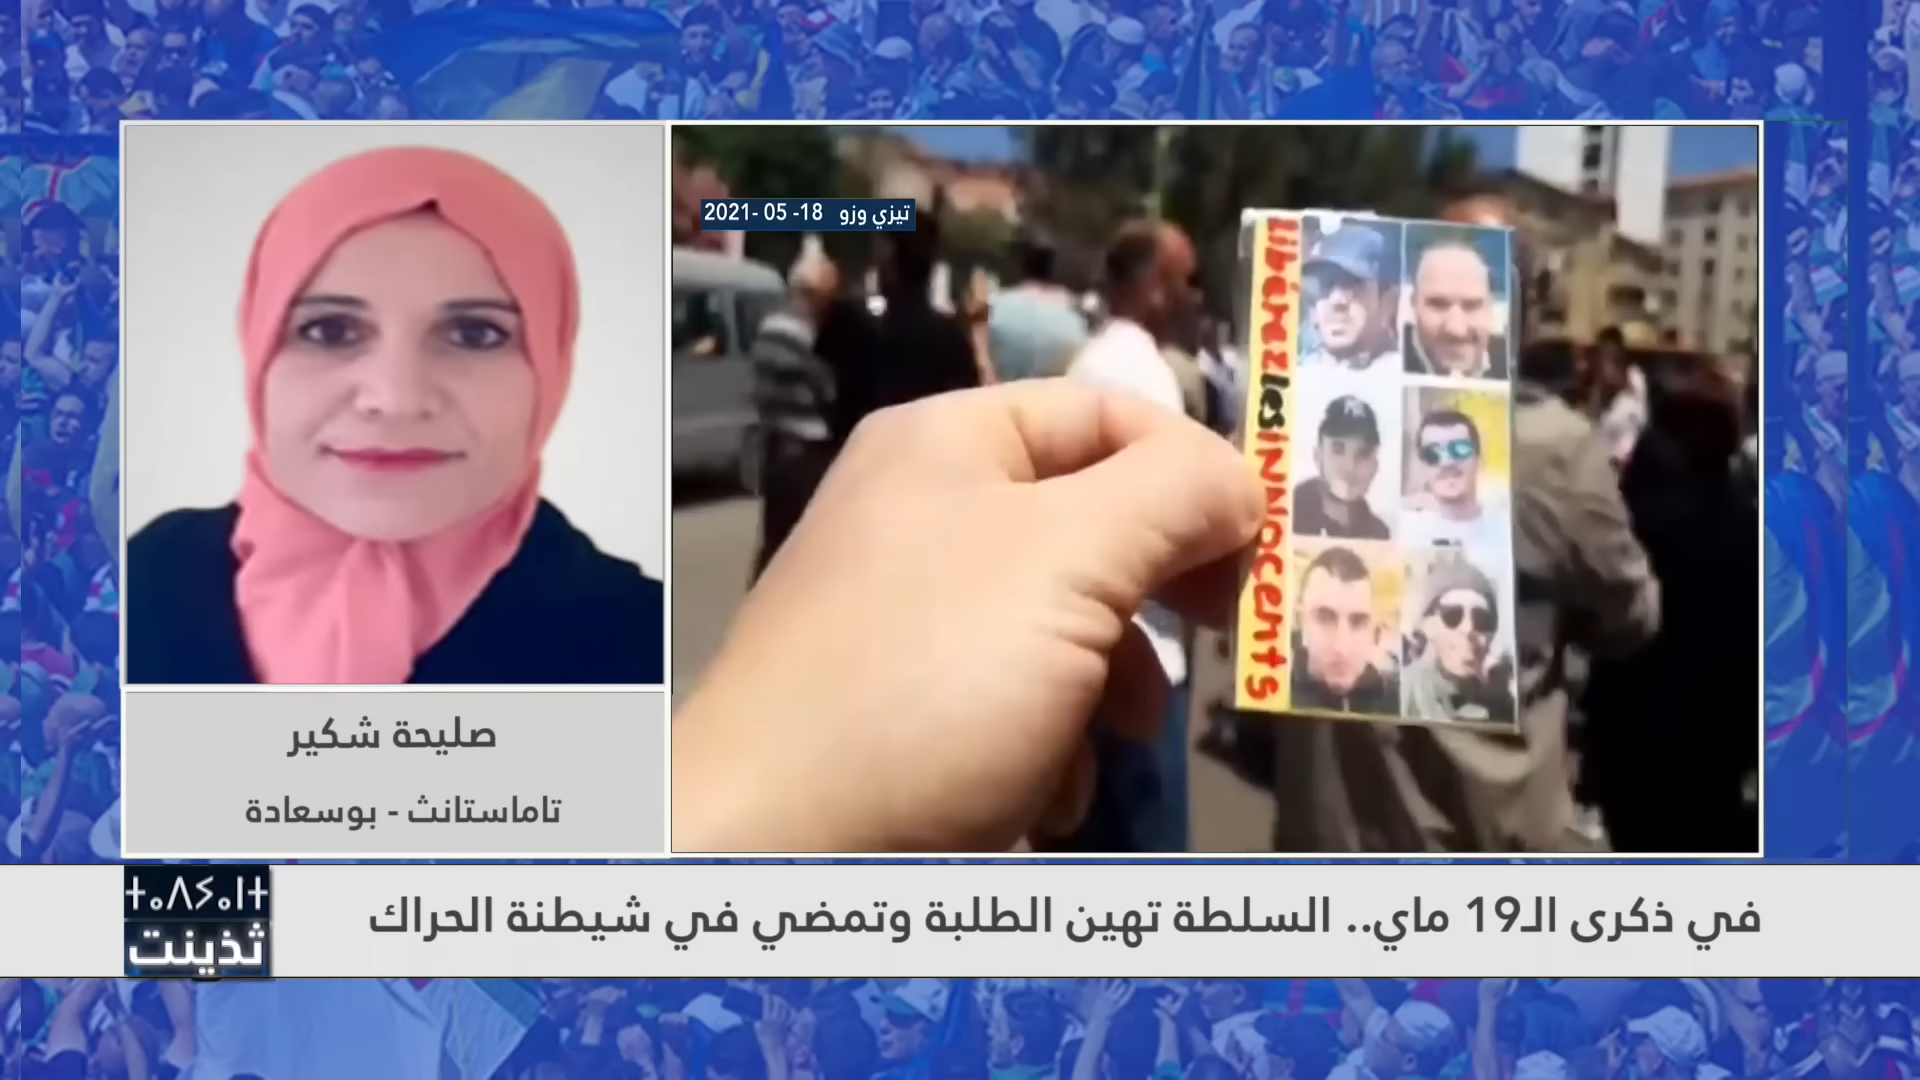 تيزي وزو 18- 05 -2021
Libérez les innocents
صليحة شكير
تاماستانث - بوسعادة
في ذكرى الـ19 ماي.. السلطة تهين الطلبة وتمضي في شيطنة الحراك
ⵜⴰⴷⵢⴰⵏⵜ
ثذينت